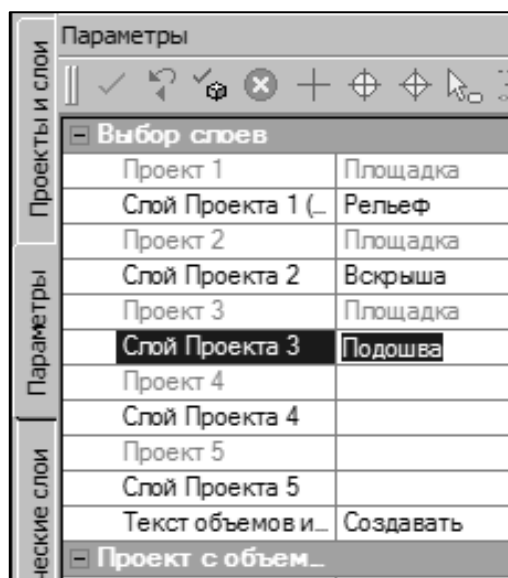 Параметры
Выбор слоев
Проект 1 Площадка
Слой Проекта 1 (... Рельеф
Проект 2 Площадка
Слой Проекта 2 Вскрыша
Проект 3 Площадка
Слой Проекта 3 Подошва
Проект 4
Слой Проекта 4
Проект 5
Слой Проекта 5
Текст объемов и... Создавать
Проект с объем...
Проекты и слои
Параметры
слои